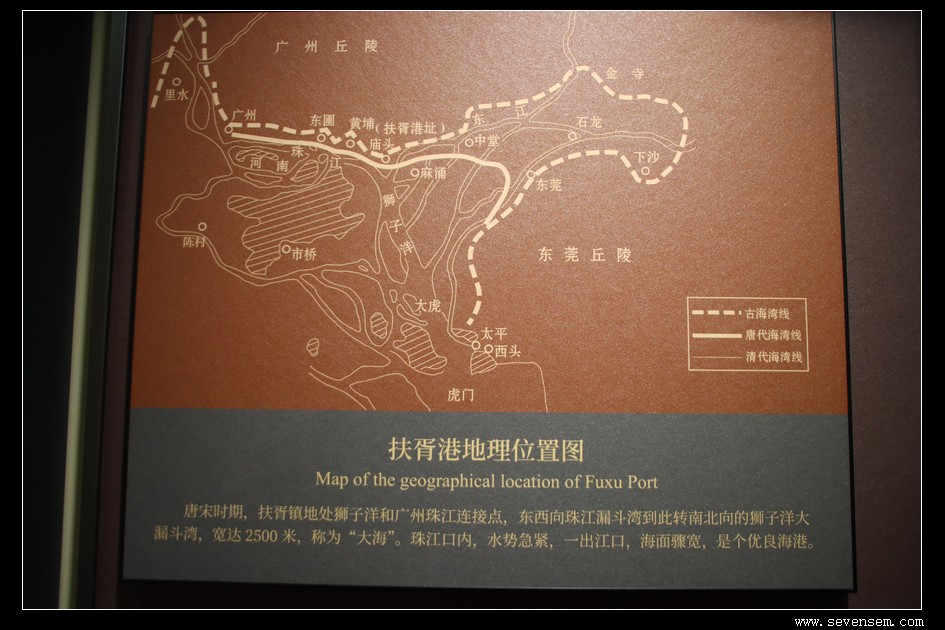 广州丘陵
金寺
里水
广州
东圃
黄埔(扶胥港址)
东江
石龙
庙头
中堂
珠江
河南
麻涌
下沙
东莞
狮子洋
陈村
市桥
东莞丘陵
大虎
太平
西头
虎门
古海湾线
唐代海湾线
清代海湾线
扶胥港地理位置图
Map of the geographical location of Fuxu Port
唐宋时期，扶胥镇地处狮子洋和广州珠江连接点，东西向珠江漏斗湾到此转南北向的狮子洋大
漏斗湾，宽达 2500 米，称为“大海”。珠江口内，水势急紧，一出江口，海面骤宽，是个优良海港。
www.sevensem.com